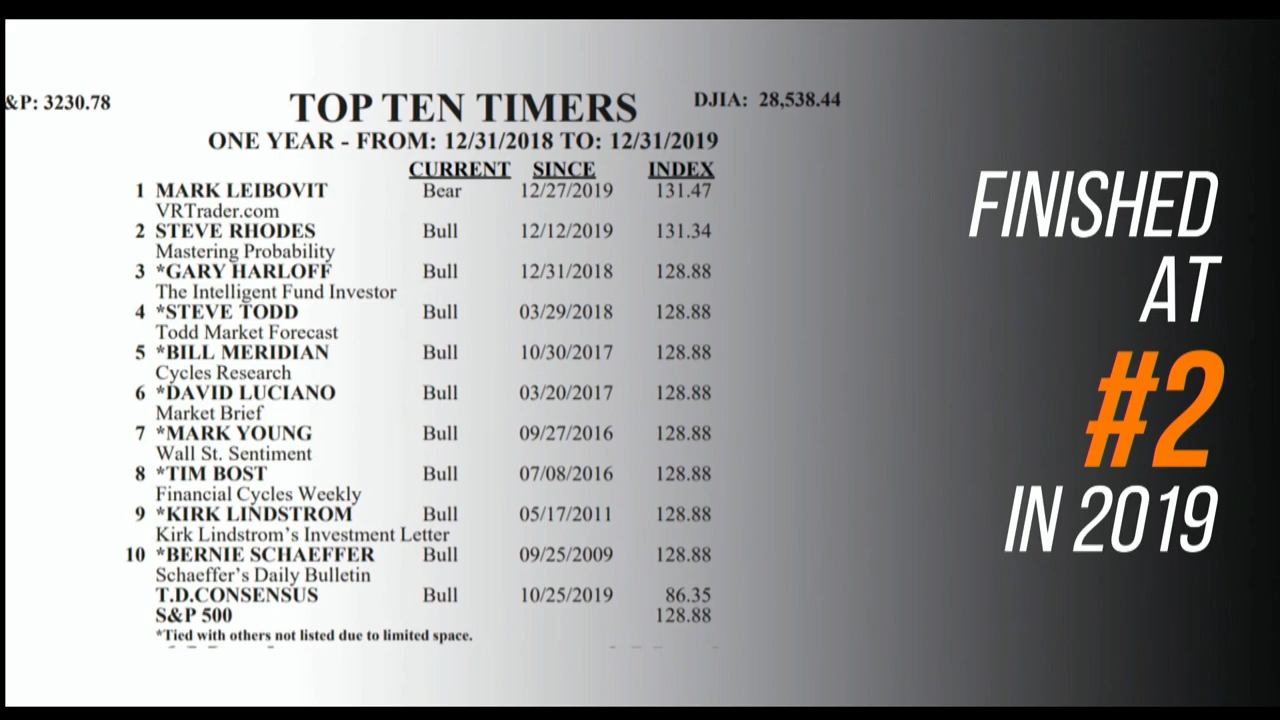 &P: 3230.78
TOP TEN TIMERS
DJIA: 28,538.44
ONE YEAR - FROM: 12/31/2018 TO: 12/31/2019
CURRENT SINCE INDEX
1 MARK LEIBOVIT Bear 12/27/2019 131.47
VRTrader.com
2 STEVE RHODES Bull 12/12/2019 131.34
Mastering Probability
3 *GARY HARLOFF Bull 12/31/2018 128.88
The Intelligent Fund Investor
4 *STEVE TODD Bull 03/29/2018 128.88
Todd Market Forecast
5 *BILL MERIDIAN Bull 10/30/2017 128.88
Cycles Research
6 *DAVID LUCIANO Bull 03/20/2017 128.88
Market Brief
7 *MARK YOUNG Bull 09/27/2016 128.88
Wall St. Sentiment
8 *TIM BOST Bull 07/08/2016 128.88
Financial Cycles Weekly
9 *KIRK LINDSTROM Bull 05/17/2011 128.88
Kirk Lindstrom's Investment Letter
10 *BERNIE SCHAEFFER Bull 09/25/2009 128.88
Schaeffer's Daily Bulletin
T.D.CONSENSUS Bull 10/25/2019 86.35
S&P 500 128.88
*Tied with others not listed due to limited space.
FINISHED
AT
#2
IN 2019